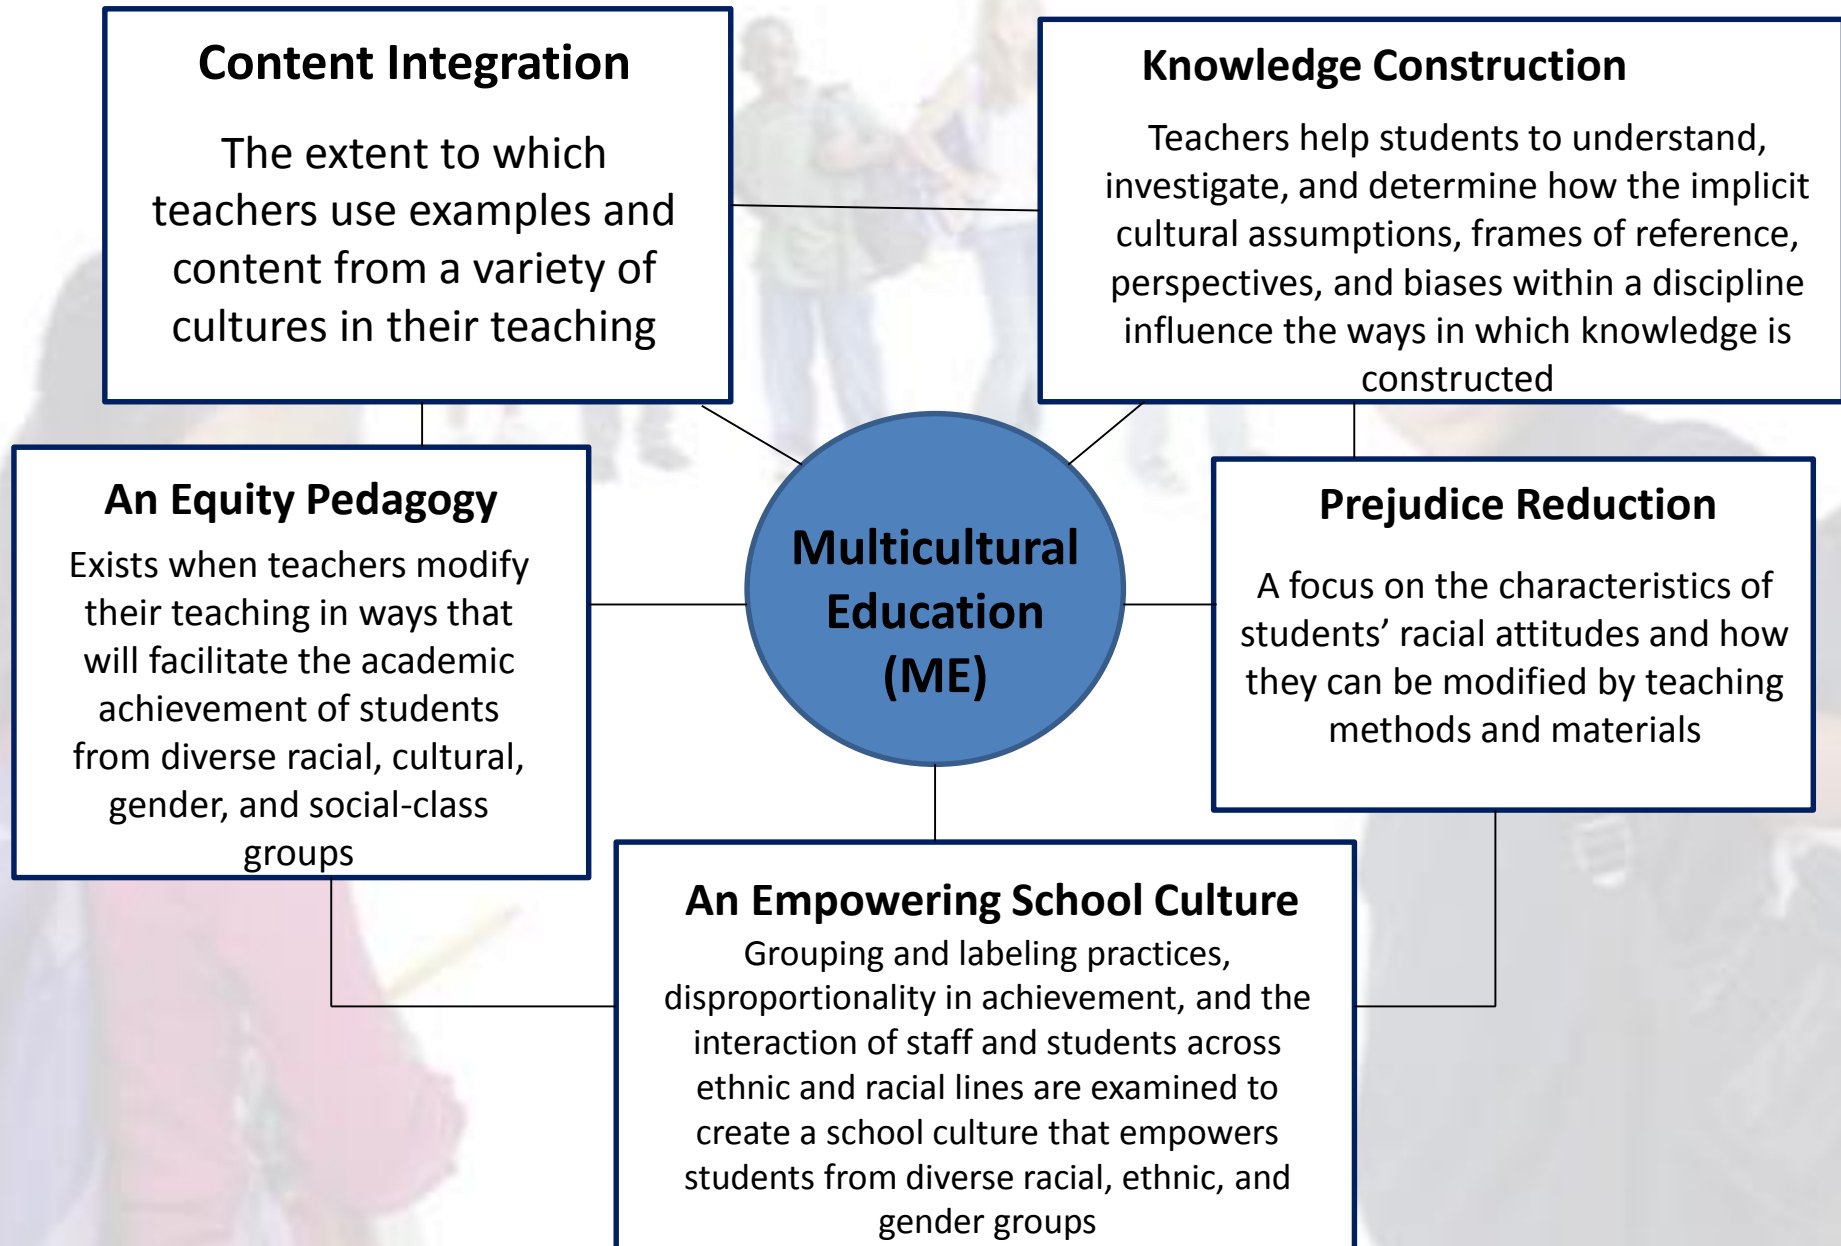 Content Integration
The extent to which
teachers use examples and
content from a variety of
cultures in their teaching
Knowledge Construction
Teachers help students to understand,
investigate, and determine how the implicit
cultural assumptions, frames of reference,
perspectives, and biases within a discipline
influence the ways in which knowledge is
constructed
An Equity Pedagogy
Exists when teachers modify
their teaching in ways that
will facilitate the academic
achievement of students
from diverse racial, cultural,
gender, and social-class
groups
Multicultural
Education
(ME)
Prejudice Reduction
A focus on the characteristics of
students’ racial attitudes and how
they can be modified by teaching
methods and materials
An Empowering School Culture
Grouping and labeling practices,
disproportionality in achievement, and the
interaction of staff and students across
ethnic and racial lines are examined to
create a school culture that empowers
students from diverse racial, ethnic, and
gender groups